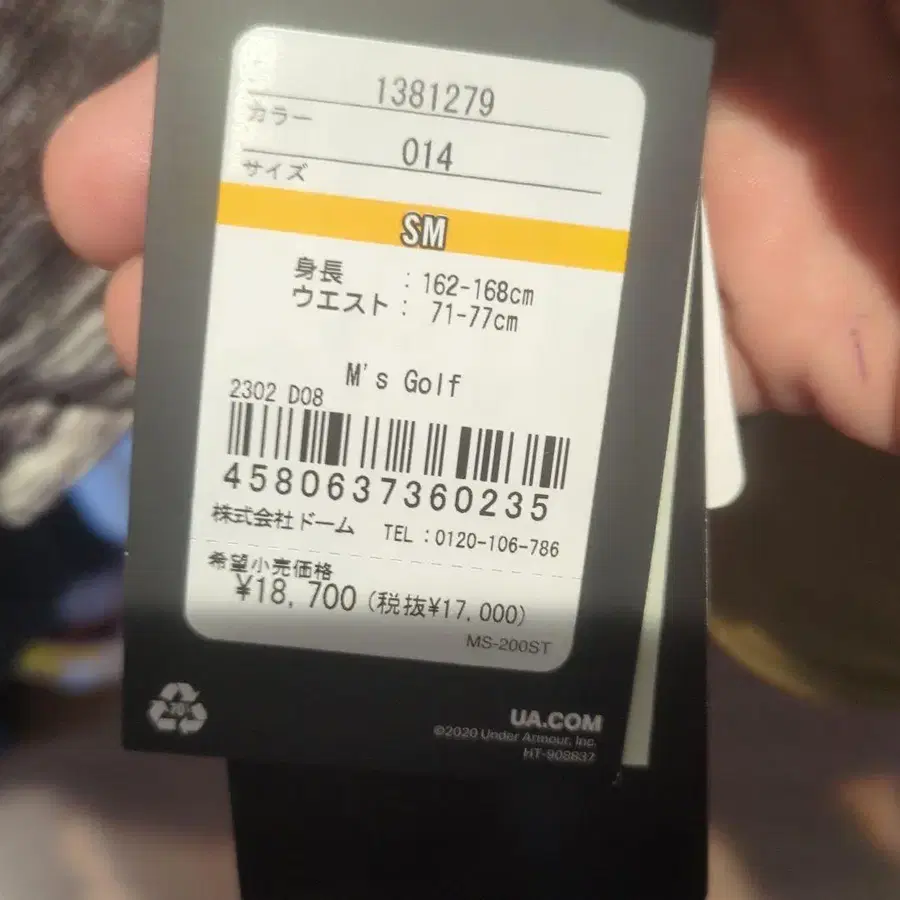 1381279
カラー
014
サイズ
SM
身長 : 162-168cm
ウエスト : 71-77cm
M's Golf
2302 D08
4580637360235
株式会社ドーム TEL:0120-106-786
希望小売価格
¥18,700 (税抜¥17,000)
MS-200ST
UA.COM
©2020 Under Armour, Inc.
HT-908837